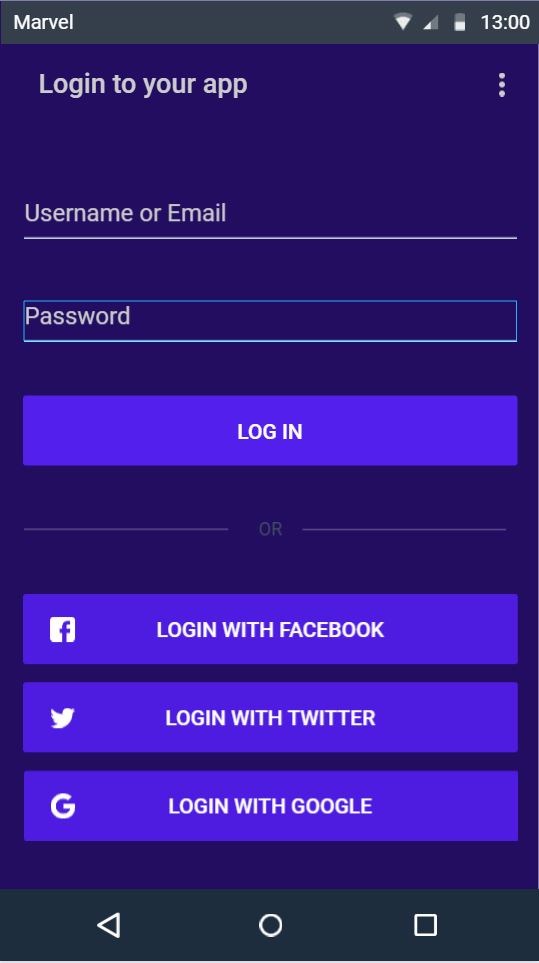 Marvel 13:00
Login to your app
Username or Email
Password
LOG IN
OR
LOGIN WITH FACEBOOK
LOGIN WITH TWITTER
LOGIN WITH GOOGLE